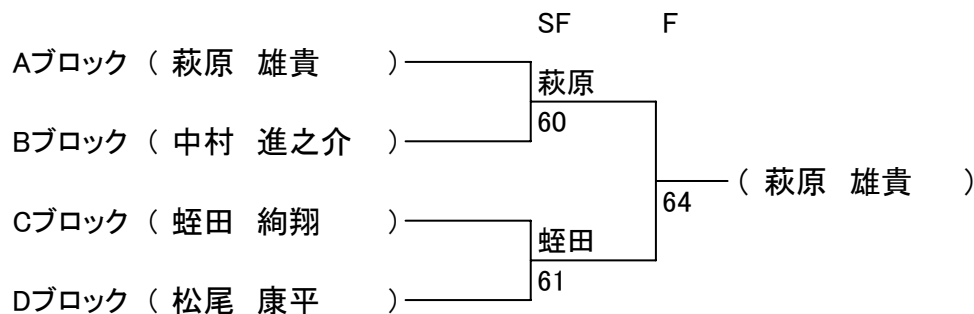 SF F
Aブロック ( 萩原 雄貴 )
萩原
60
Bブロック ( 中村 進之介 )
( 萩原 雄貴 )
64
Cブロック ( 蛭田 絢翔 )
蛭田
61
Dブロック ( 松尾 康平 )